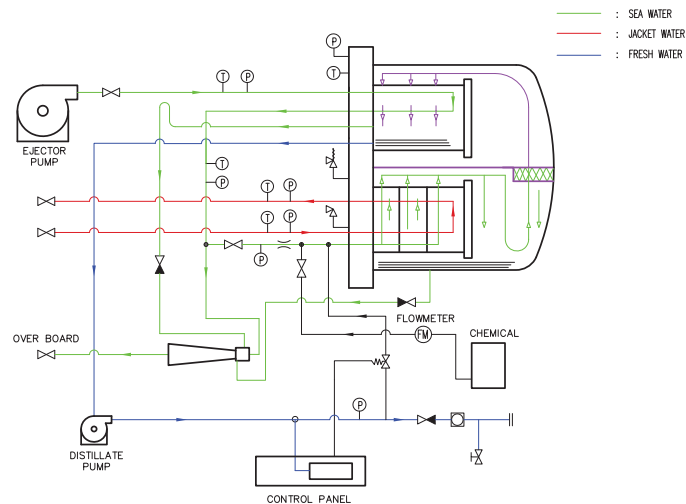 : SEA WATER
: JACKET WATER
: FRESH WATER
P
T
T
P
EJECTOR
PUMP
T
P
T
P
T
P
P
FLOWMETER
OVER BOARD
FM
CHEMICAL
P
DISTILLATE
PUMP
CONTROL PANEL